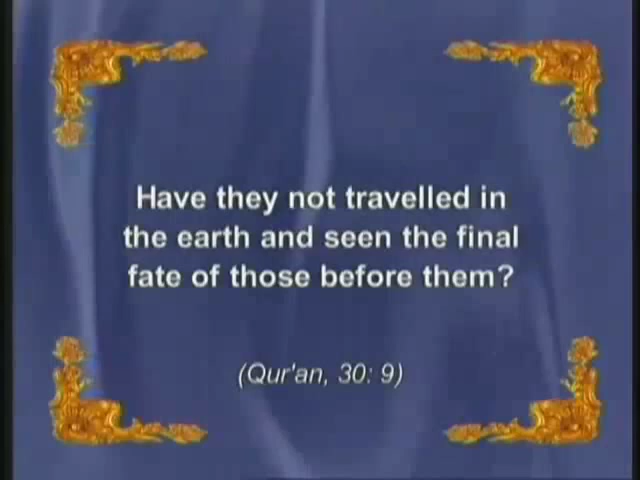 Have they not travelled in
the earth and seen the final
fate of those before them?
(Qur'an, 30: 9)